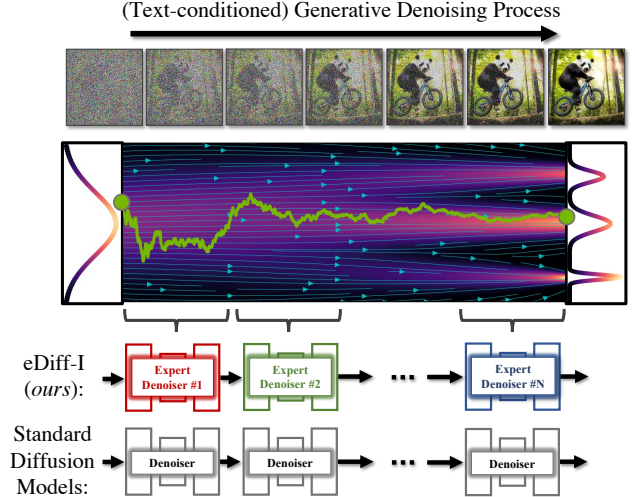 (Text-conditioned) Generative Denoising Process
eDiff-I
(ours):
Expert
Denoiser #1
Expert
Denoiser #2
...
Expert
Denoiser #N
Standard
Diffusion
Models:
Denoiser
Denoiser
...
Denoiser